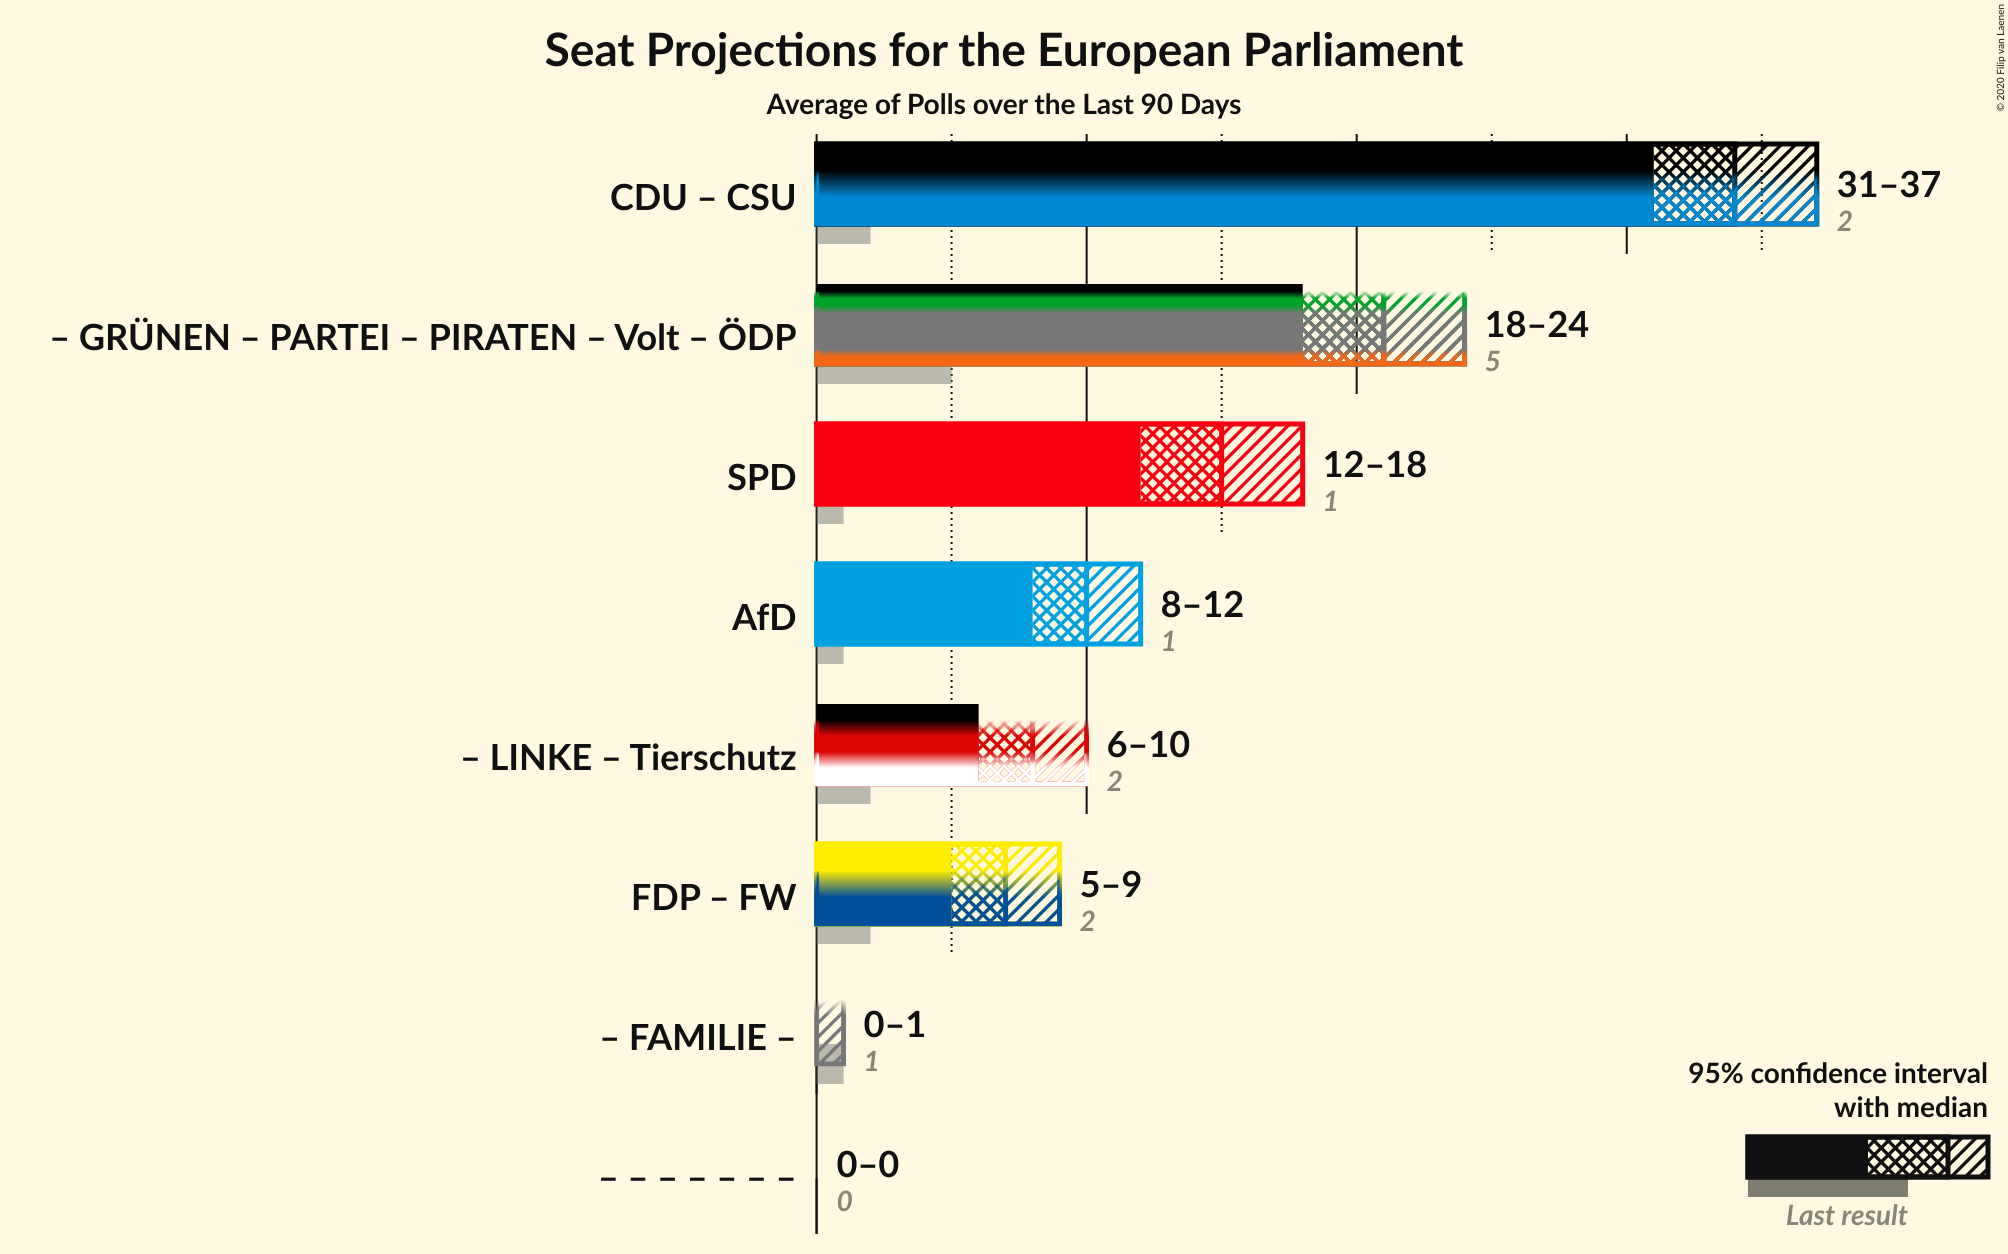 Seat Projections for the European Parliament
Average of Polls over the Last 90 Days
© 2020 Filip van Laenen
CDU – CSU
31–37
2
– GRÜNEN – PARTEI – PIRATEN – Volt – ÖDP
18–24
5
SPD
12–18
1
AfD
8–12
1
– LINKE – Tierschutz
6–10
2
FDP – FW
5–9
2
– FAMILIE –
0–1
1
– – – – – – –
0–0
0
95% confidence interval
with median
Last result